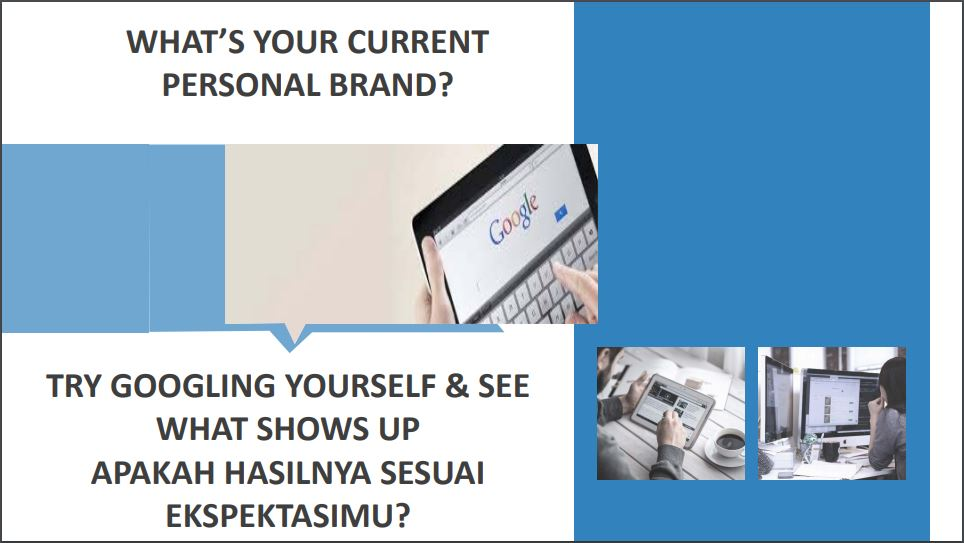 WHAT’S YOUR CURRENT
PERSONAL BRAND?
Google
TRY GOOGLING YOURSELF & SEE
WHAT SHOWS UP
APAKAH HASILNYA SESUAI
EKSPEKTASIMU?